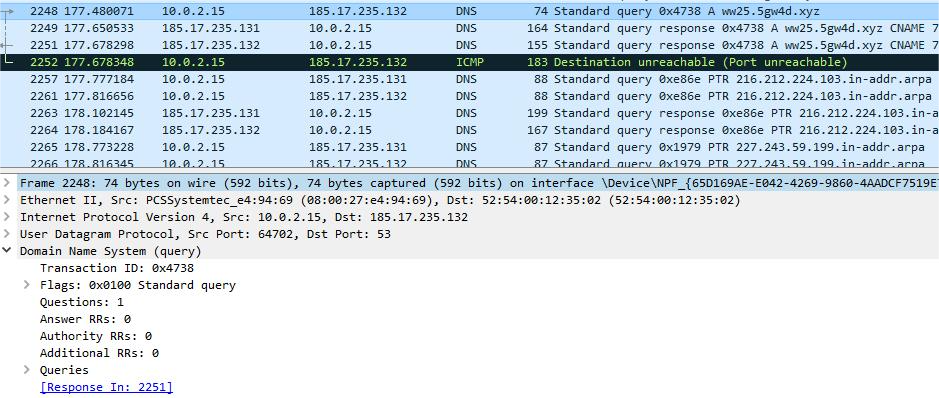 2248 177.480071 10.0.2.15 185.17.235.132 DNS 74 Standard query 0x4738 A ww25.5gw4d.xyz
2249 177.650533 185.17.235.131 10.0.2.15 DNS 164 Standard query response 0x4738 A ww25.5gw4d.xyz CNAME 7
2251 177.678298 185.17.235.132 10.0.2.15 DNS 155 Standard query response 0x4738 A ww25.5gw4d.xyz CNAME 7
2252 177.678348 10.0.2.15 185.17.235.132 ICMP 183 Destination unreachable (Port unreachable)
2257 177.777184 10.0.2.15 185.17.235.131 DNS 88 Standard query 0xe86e PTR 216.212.224.103.in-addr.arpa
2261 177.816656 10.0.2.15 185.17.235.132 DNS 88 Standard query 0xe86e PTR 216.212.224.103.in-addr.arpa
2263 178.102145 185.17.235.131 10.0.2.15 DNS 199 Standard query response 0xe86e PTR 216.212.224.103.in-a
2264 178.184167 185.17.235.132 10.0.2.15 DNS 167 Standard query response 0xe86e PTR 216.212.224.103.in-a
2265 178.773228 10.0.2.15 185.17.235.131 DNS 87 Standard query 0x1979 PTR 227.243.59.199.in-addr.arpa
2266 178.816345 10.0.2.15 185.17.235.132 DNS 87 Standard query 0x1979 PTR 227.243.59.199.in-addr.arpa
Frame 2248: 74 bytes on wire (592 bits), 74 bytes captured (592 bits) on interface \Device\NPF_{65D169AE-E042-4269-9860-4AADCF7519E
Ethernet II, Src: PCSSystemtec_e4:94:69 (08:00:27:e4:94:69), Dst: 52:54:00:12:35:02 (52:54:00:12:35:02)
Internet Protocol Version 4, Src: 10.0.2.15, Dst: 185.17.235.132
User Datagram Protocol, Src Port: 64702, Dst Port: 53
Domain Name System (query)
Transaction ID: 0x4738
Flags: 0x0100 Standard query
Questions: 1
Answer RRs: 0
Authority RRs: 0
Additional RRs: 0
Queries
[Response In: 2251]